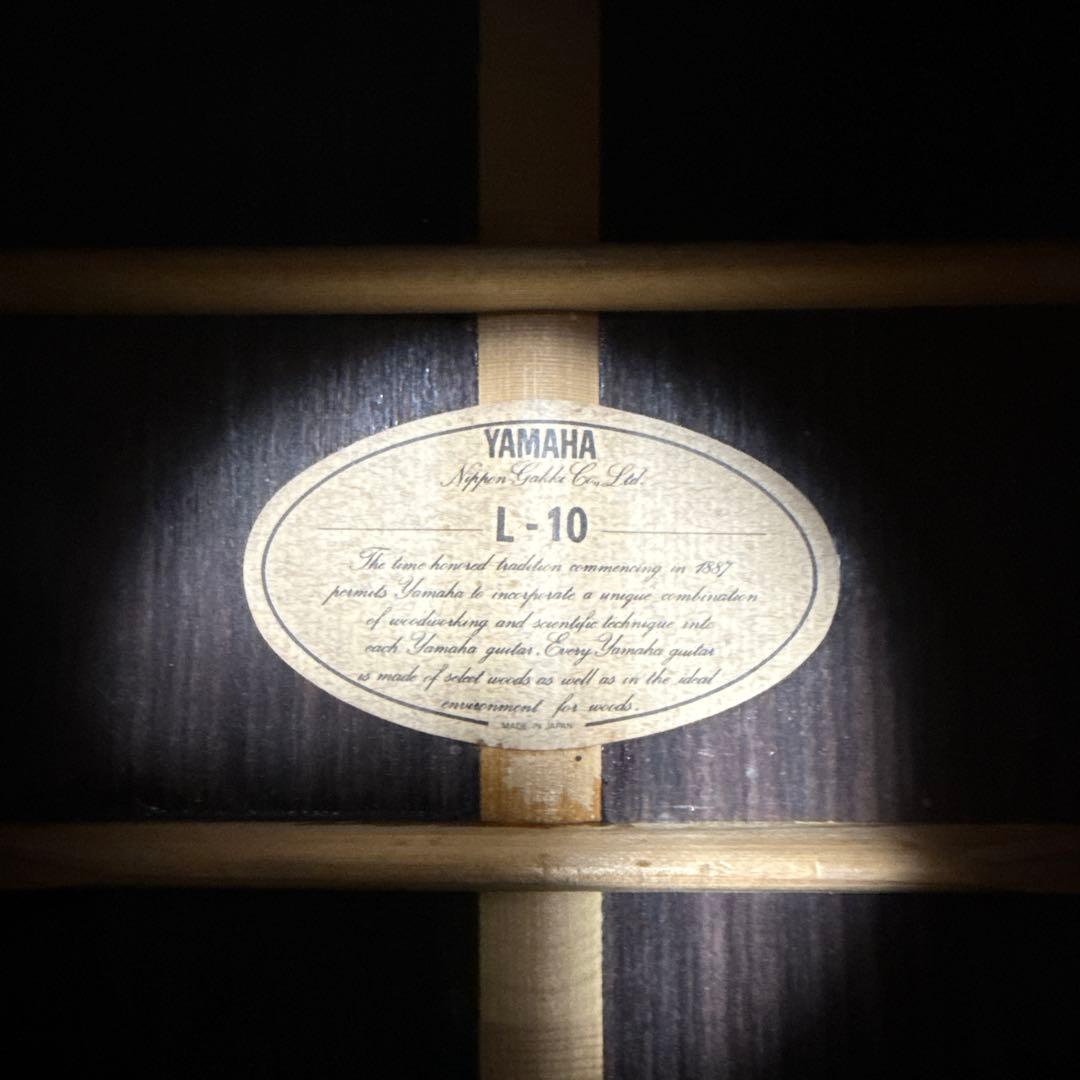 YAMAHA
Nippon Gakki Co., Ltd.
L-10
The time honored tradition commencing in 1887
permits Yamaha to incorporate a unique combination
of woodworking and scientific technique into
each Yamaha guitar. Every Yamaha guitar
is made of select woods as well as in the ideal
environment for woods.
MADE IN JAPAN